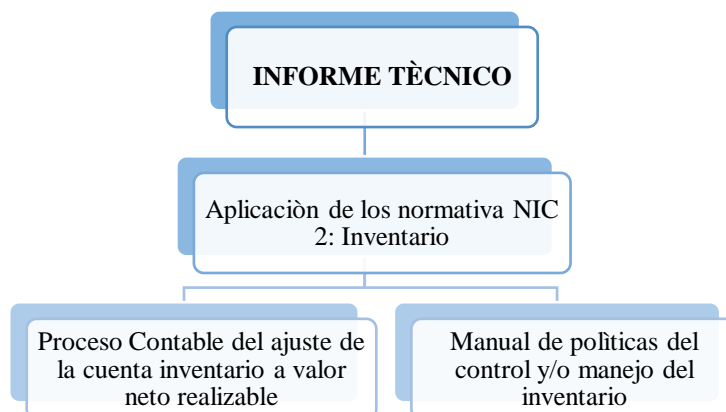 INFORME TÈCNICO
Aplicaciòn de los normativa NIC
2: Inventario
Proceso Contable del ajuste de
la cuenta inventario a valor
neto realizable
Manual de polìticas del
control y/o manejo del
inventario